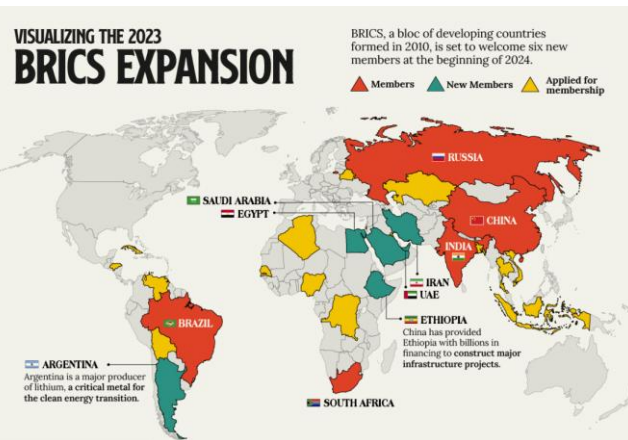 VISUALIZING THE 2023
BRICS EXPANSION
BRICS, a bloc of developing countries
formed in 2010, is set to welcome six new
members at the beginning of 2024.
Members
New Members
Applied for
membership
RUSSIA
SAUDI ARABIA
EGYPT
CHINA
INDIA
IRAN
UAE
BRAZIL
ETHIOPIA
China has provided
Ethiopia with billions in
financing to construct major
infrastructure projects.
ARGENTINA
Argentina is a major producer
of lithium, a critical metal for
the clean energy transition.
SOUTH AFRICA